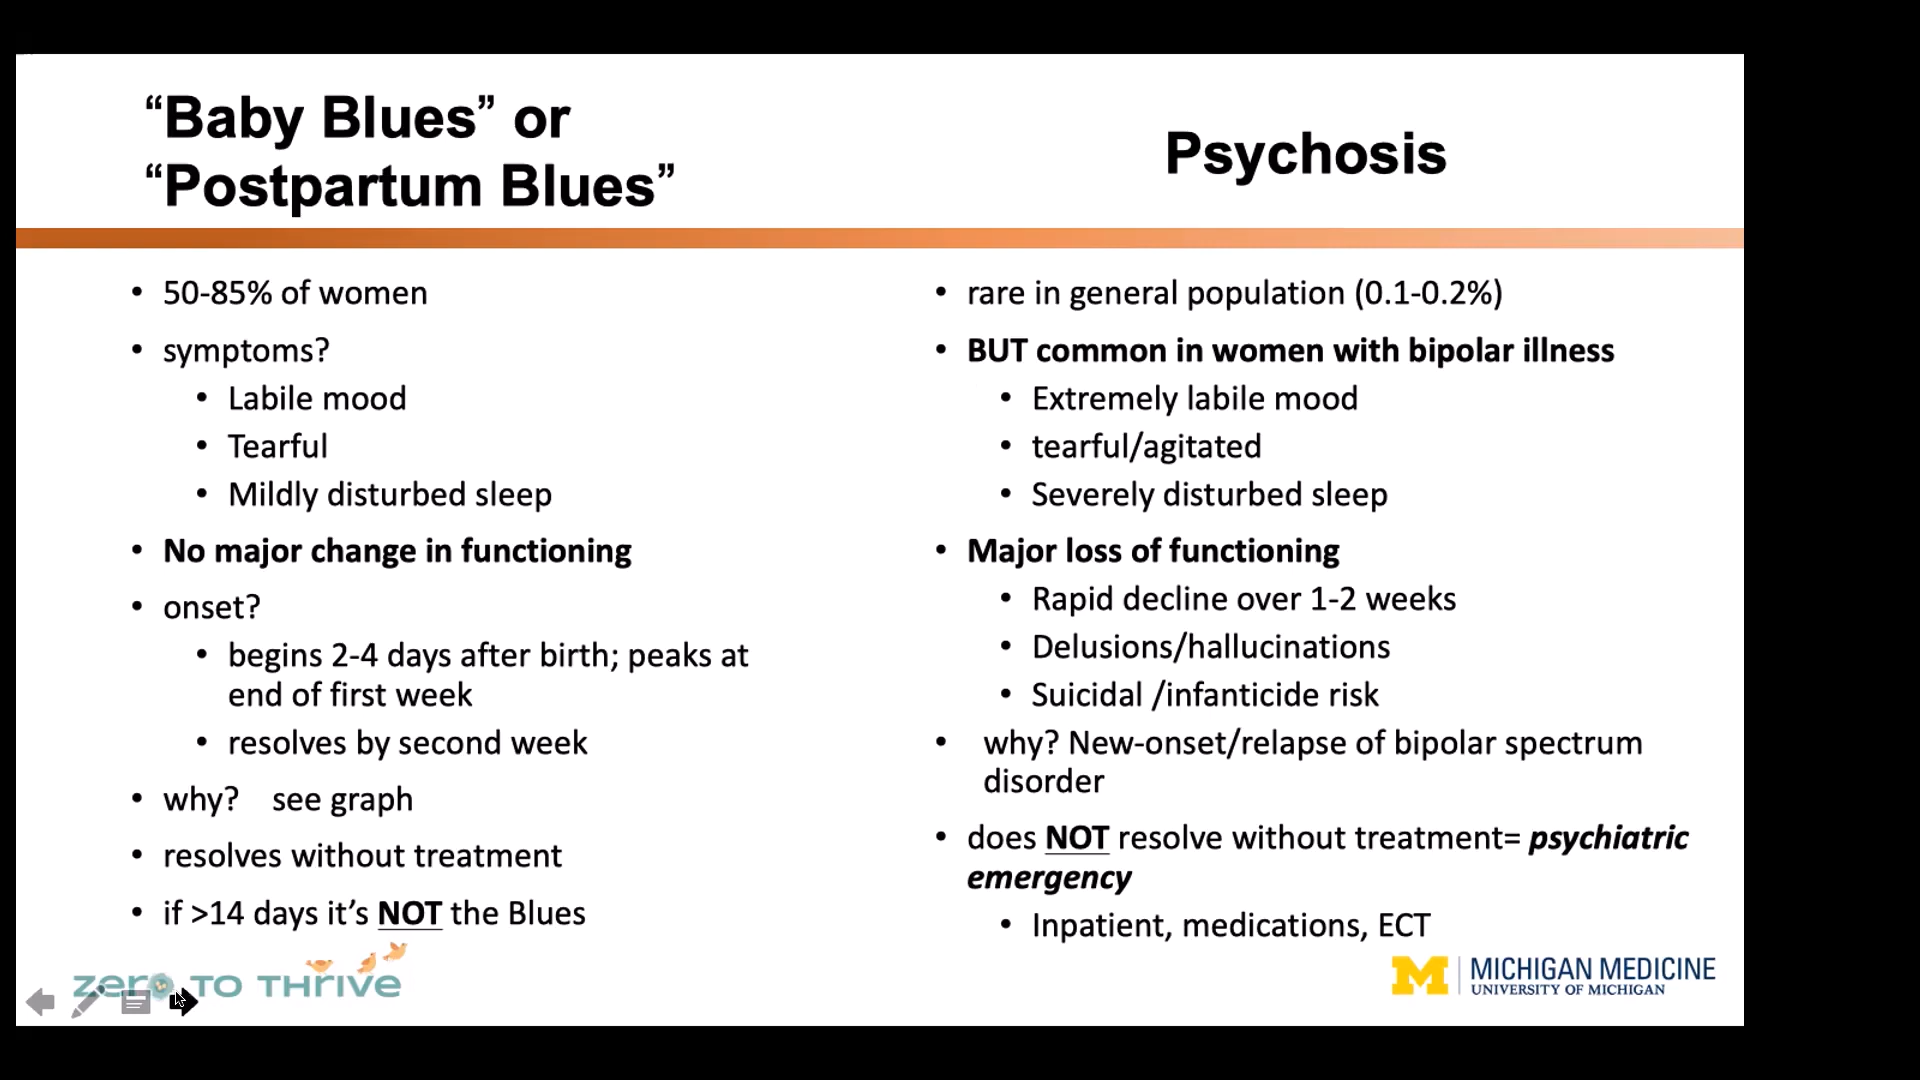 “Baby Blues” or
“Postpartum Blues”
Psychosis
• 50-85% of women
• symptoms?
• Labile mood
• Tearful
• Mildly disturbed sleep
• No major change in functioning
• onset?
• begins 2-4 days after birth; peaks at
end of first week
• resolves by second week
• why? see graph
• resolves without treatment
• if >14 days it’s NOT the Blues
• rare in general population (0.1-0.2%)
• BUT common in women with bipolar illness
• Extremely labile mood
• tearful/agitated
• Severely disturbed sleep
• Major loss of functioning
• Rapid decline over 1-2 weeks
• Delusions/hallucinations
• Suicidal /infanticide risk
• why? New-onset/relapse of bipolar spectrum
disorder
• does NOT resolve without treatment= psychiatric
emergency
• Inpatient, medications, ECT
zero TO THRIVE
M MICHIGAN MEDICINE
UNIVERSITY OF MICHIGAN